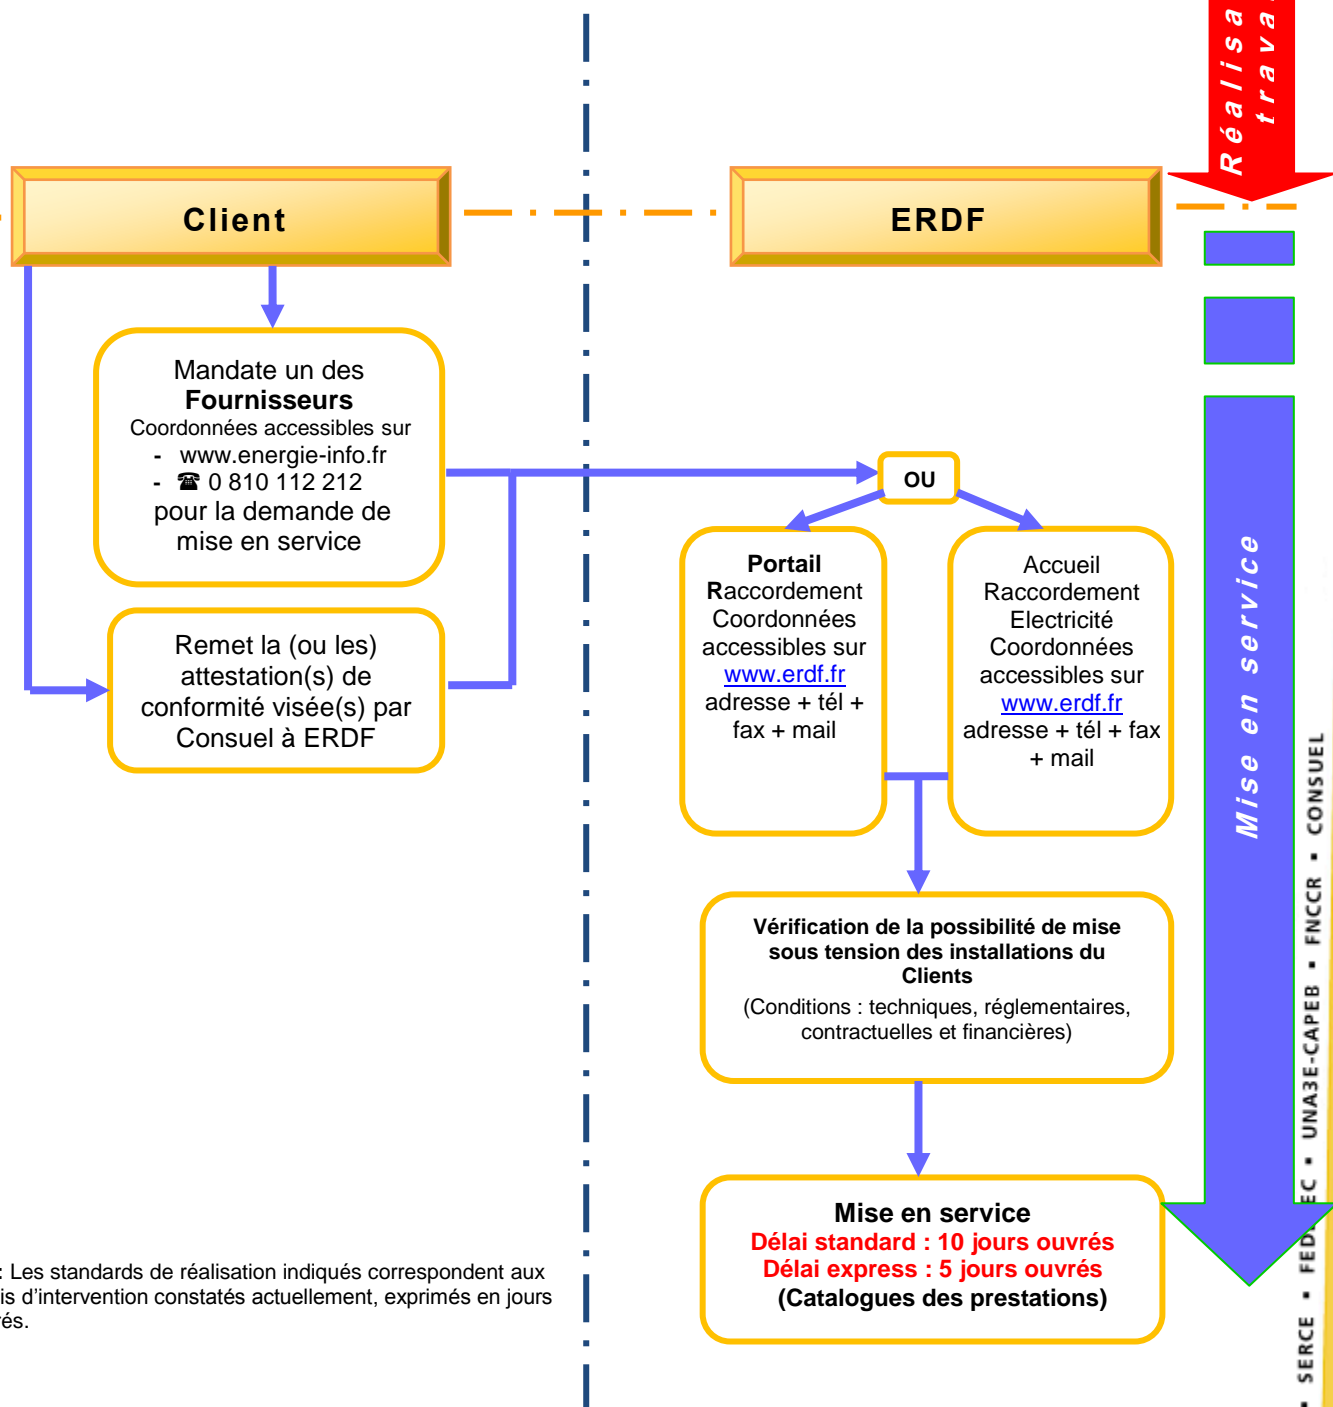 Réalisa
trava
Client
ERDF
Mandate un des
Fournisseurs
Coordonnées accessibles sur
- www.energie-info.fr
- ☎ 0 810 112 212
pour la demande de
mise en service
Remet la (ou les)
attestation(s) de
conformité visée(s) par
Consuel à ERDF
OU
Portail
Raccordement
Coordonnées
accessibles sur
www.erdf.fr
adresse + tél +
fax + mail
Accueil
Raccordement
Electricité
Coordonnées
accessibles sur
www.erdf.fr
adresse + tél + fax
+ mail
Vérification de la possibilité de mise
sous tension des installations du
Clients
(Conditions : techniques, réglementaires,
contractuelles et financières)
Mise en service
Délai standard : 10 jours ouvrés
Délai express : 5 jours ouvrés
(Catalogues des prestations)
Mise en service
: Les standards de réalisation indiqués correspondent aux
is d'intervention constatés actuellement, exprimés en jours
rés.
▪ SERCE ▪ FED EC ▪ UNA3E-CAPEB ▪ FNCCR ▪ CONSUEL